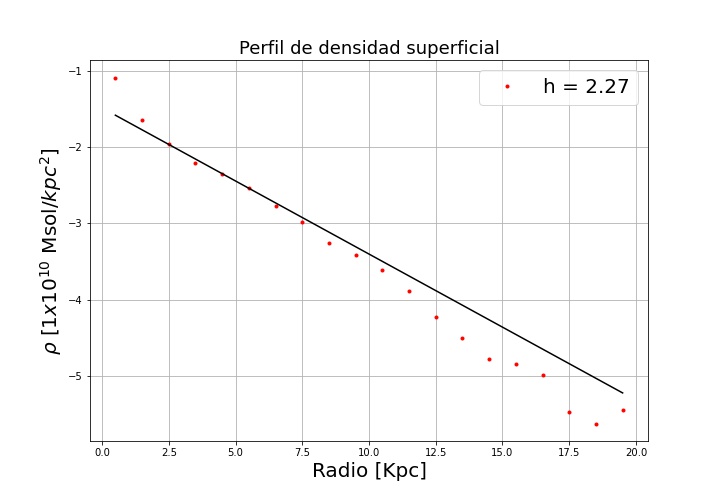 Perfil de densidad superficial
h = 2.27
ρ [1x10^10 Msol/kpc^2]
−1
−2
−3
−4
−5
0.0 2.5 5.0 7.5 10.0 12.5 15.0 17.5 20.0
Radio [Kpc]